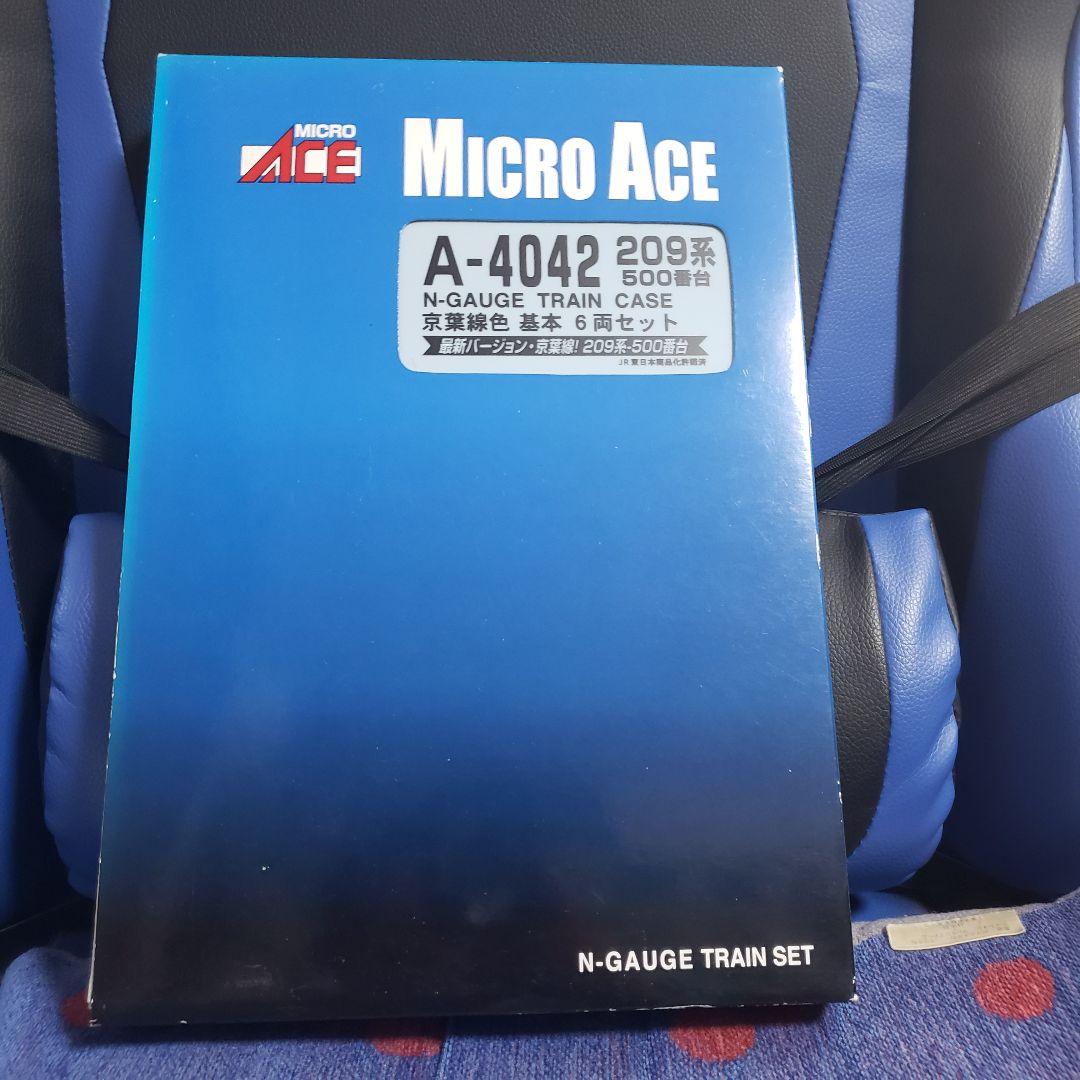 MICRO
ACE
MICRO ACE
A-4042 209系
500番台
N-GAUGE TRAIN CASE
京葉線色 基本 6両セット
最新バージョン・京葉線! 209系-500番台
JR東日本商品化許諾済
N-GAUGE TRAIN SET